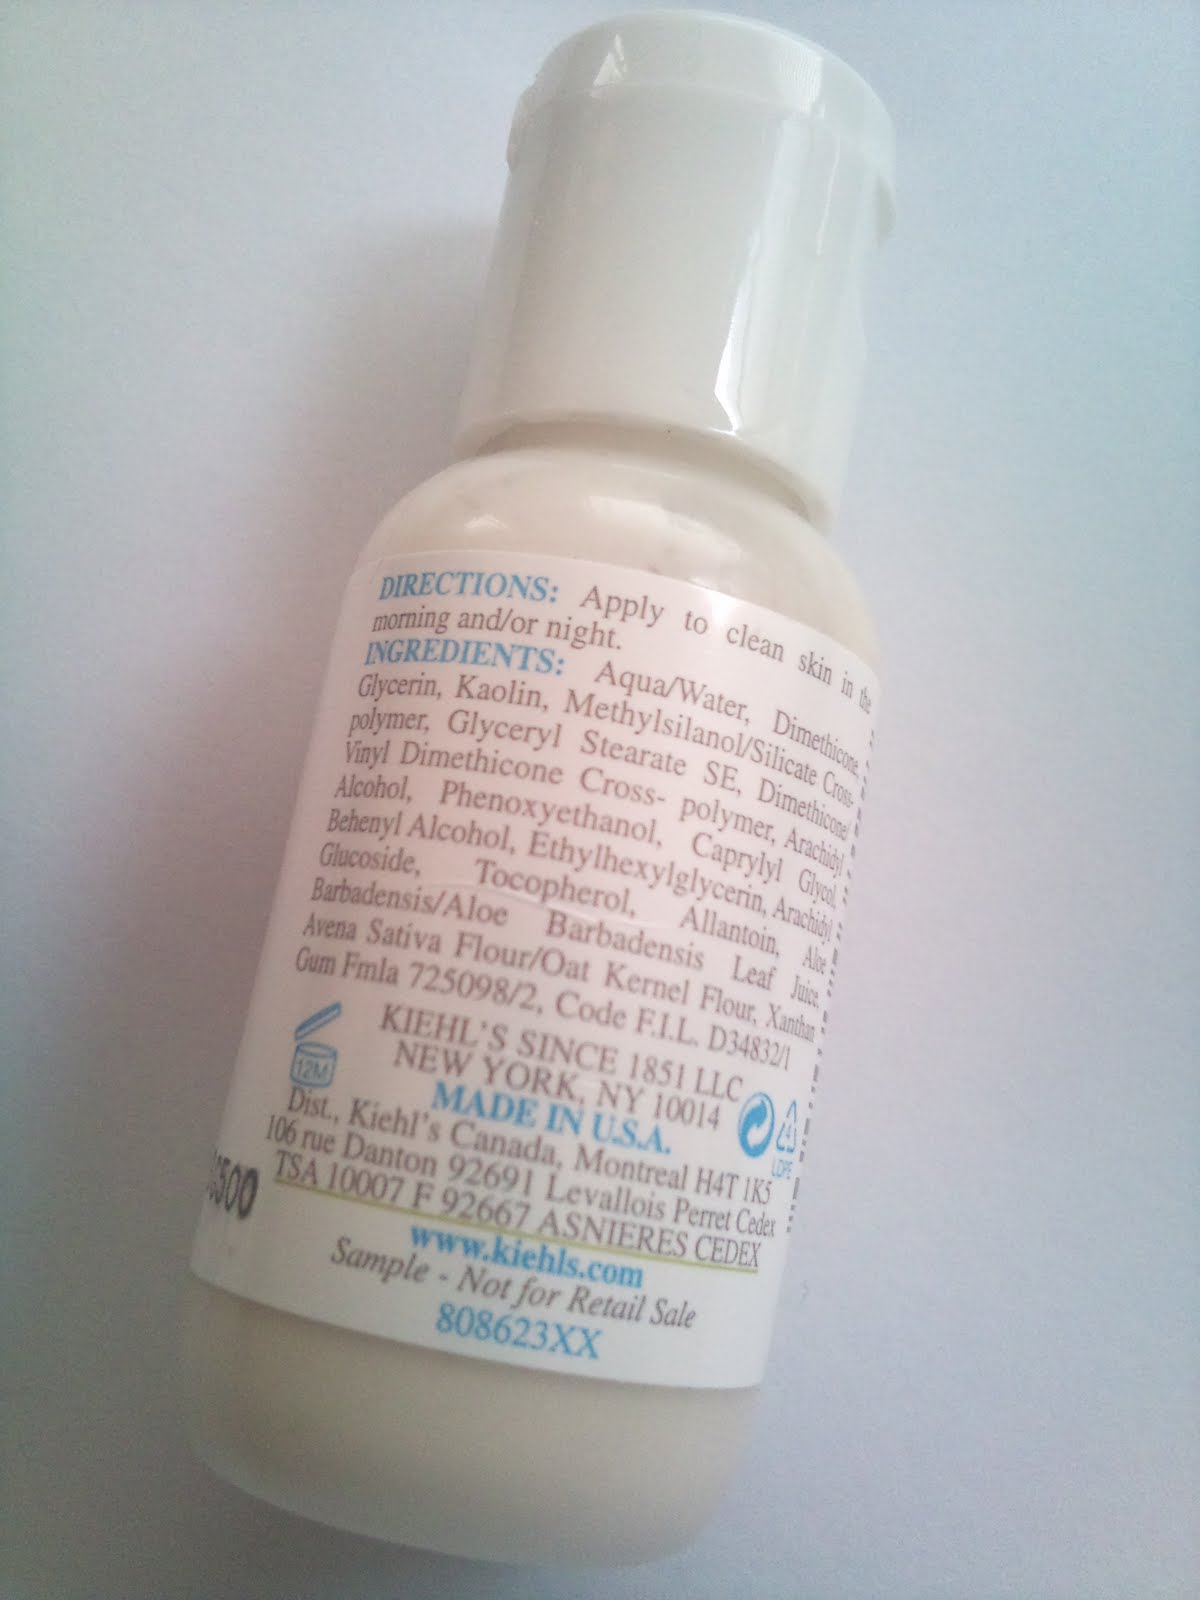 DIRECTIONS: Apply to clean skin in the
morning and/or night.
INGREDIENTS: Aqua/Water, Dimethicone,
Glycerin, Kaolin, Methylsilanol/Silicate Cross-
polymer, Glyceryl Stearate SE, Dimethicone/
Vinyl Dimethicone Cross- polymer, Arachidyl
Alcohol, Phenoxyethanol, Caprylyl Glycol,
Behenyl Alcohol, Ethylhexylglycerin, Arachidyl
Glucoside, Tocopherol, Allantoin, Aloe
Barbadensis/Aloe Barbadensis Leaf Juice,
Avena Sativa Flour/Oat Kernel Flour, Xanthan
Gum Fmla 725098/2, Code F.I.L. D34832/1
KIEHL'S SINCE 1851 LLC
NEW YORK, NY 10014
12M
MADE IN U.S.A.
4
LDPE
Dist., Kiehl's Canada, Montreal H4T 1K5
106 rue Danton 92691 Levallois Perret Cedex
TSA 10007 F 92667 ASNIERES CEDEX
www.kiehls.com
Sample - Not for Retail Sale
808623XX